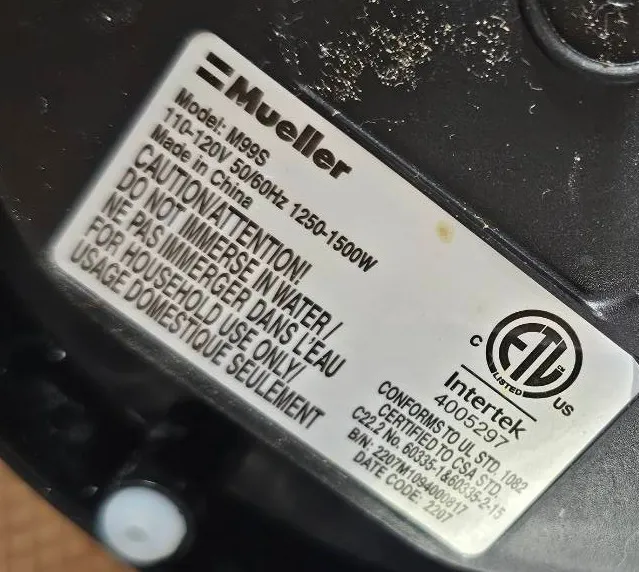 Mueller
Model: M99S
110-120V 50/60Hz 1250-1500W
Made in China
CAUTION/ATTENTION!
DO NOT IMMERSE IN WATER /
NE PAS IMMERGER DANS L'EAU
FOR HOUSEHOLD USE ONLY/
USAGE DOMESTIQUE SEULEMENT
C ETL US
LISTED
Intertek
4005297
CONFORMS TO UL STD. 1082
CERTIFIED TO CSA STD.
C22.2 No. 60335-1&60335-2-15
B/N: 2207M1094000817
DATE CODE: 2207